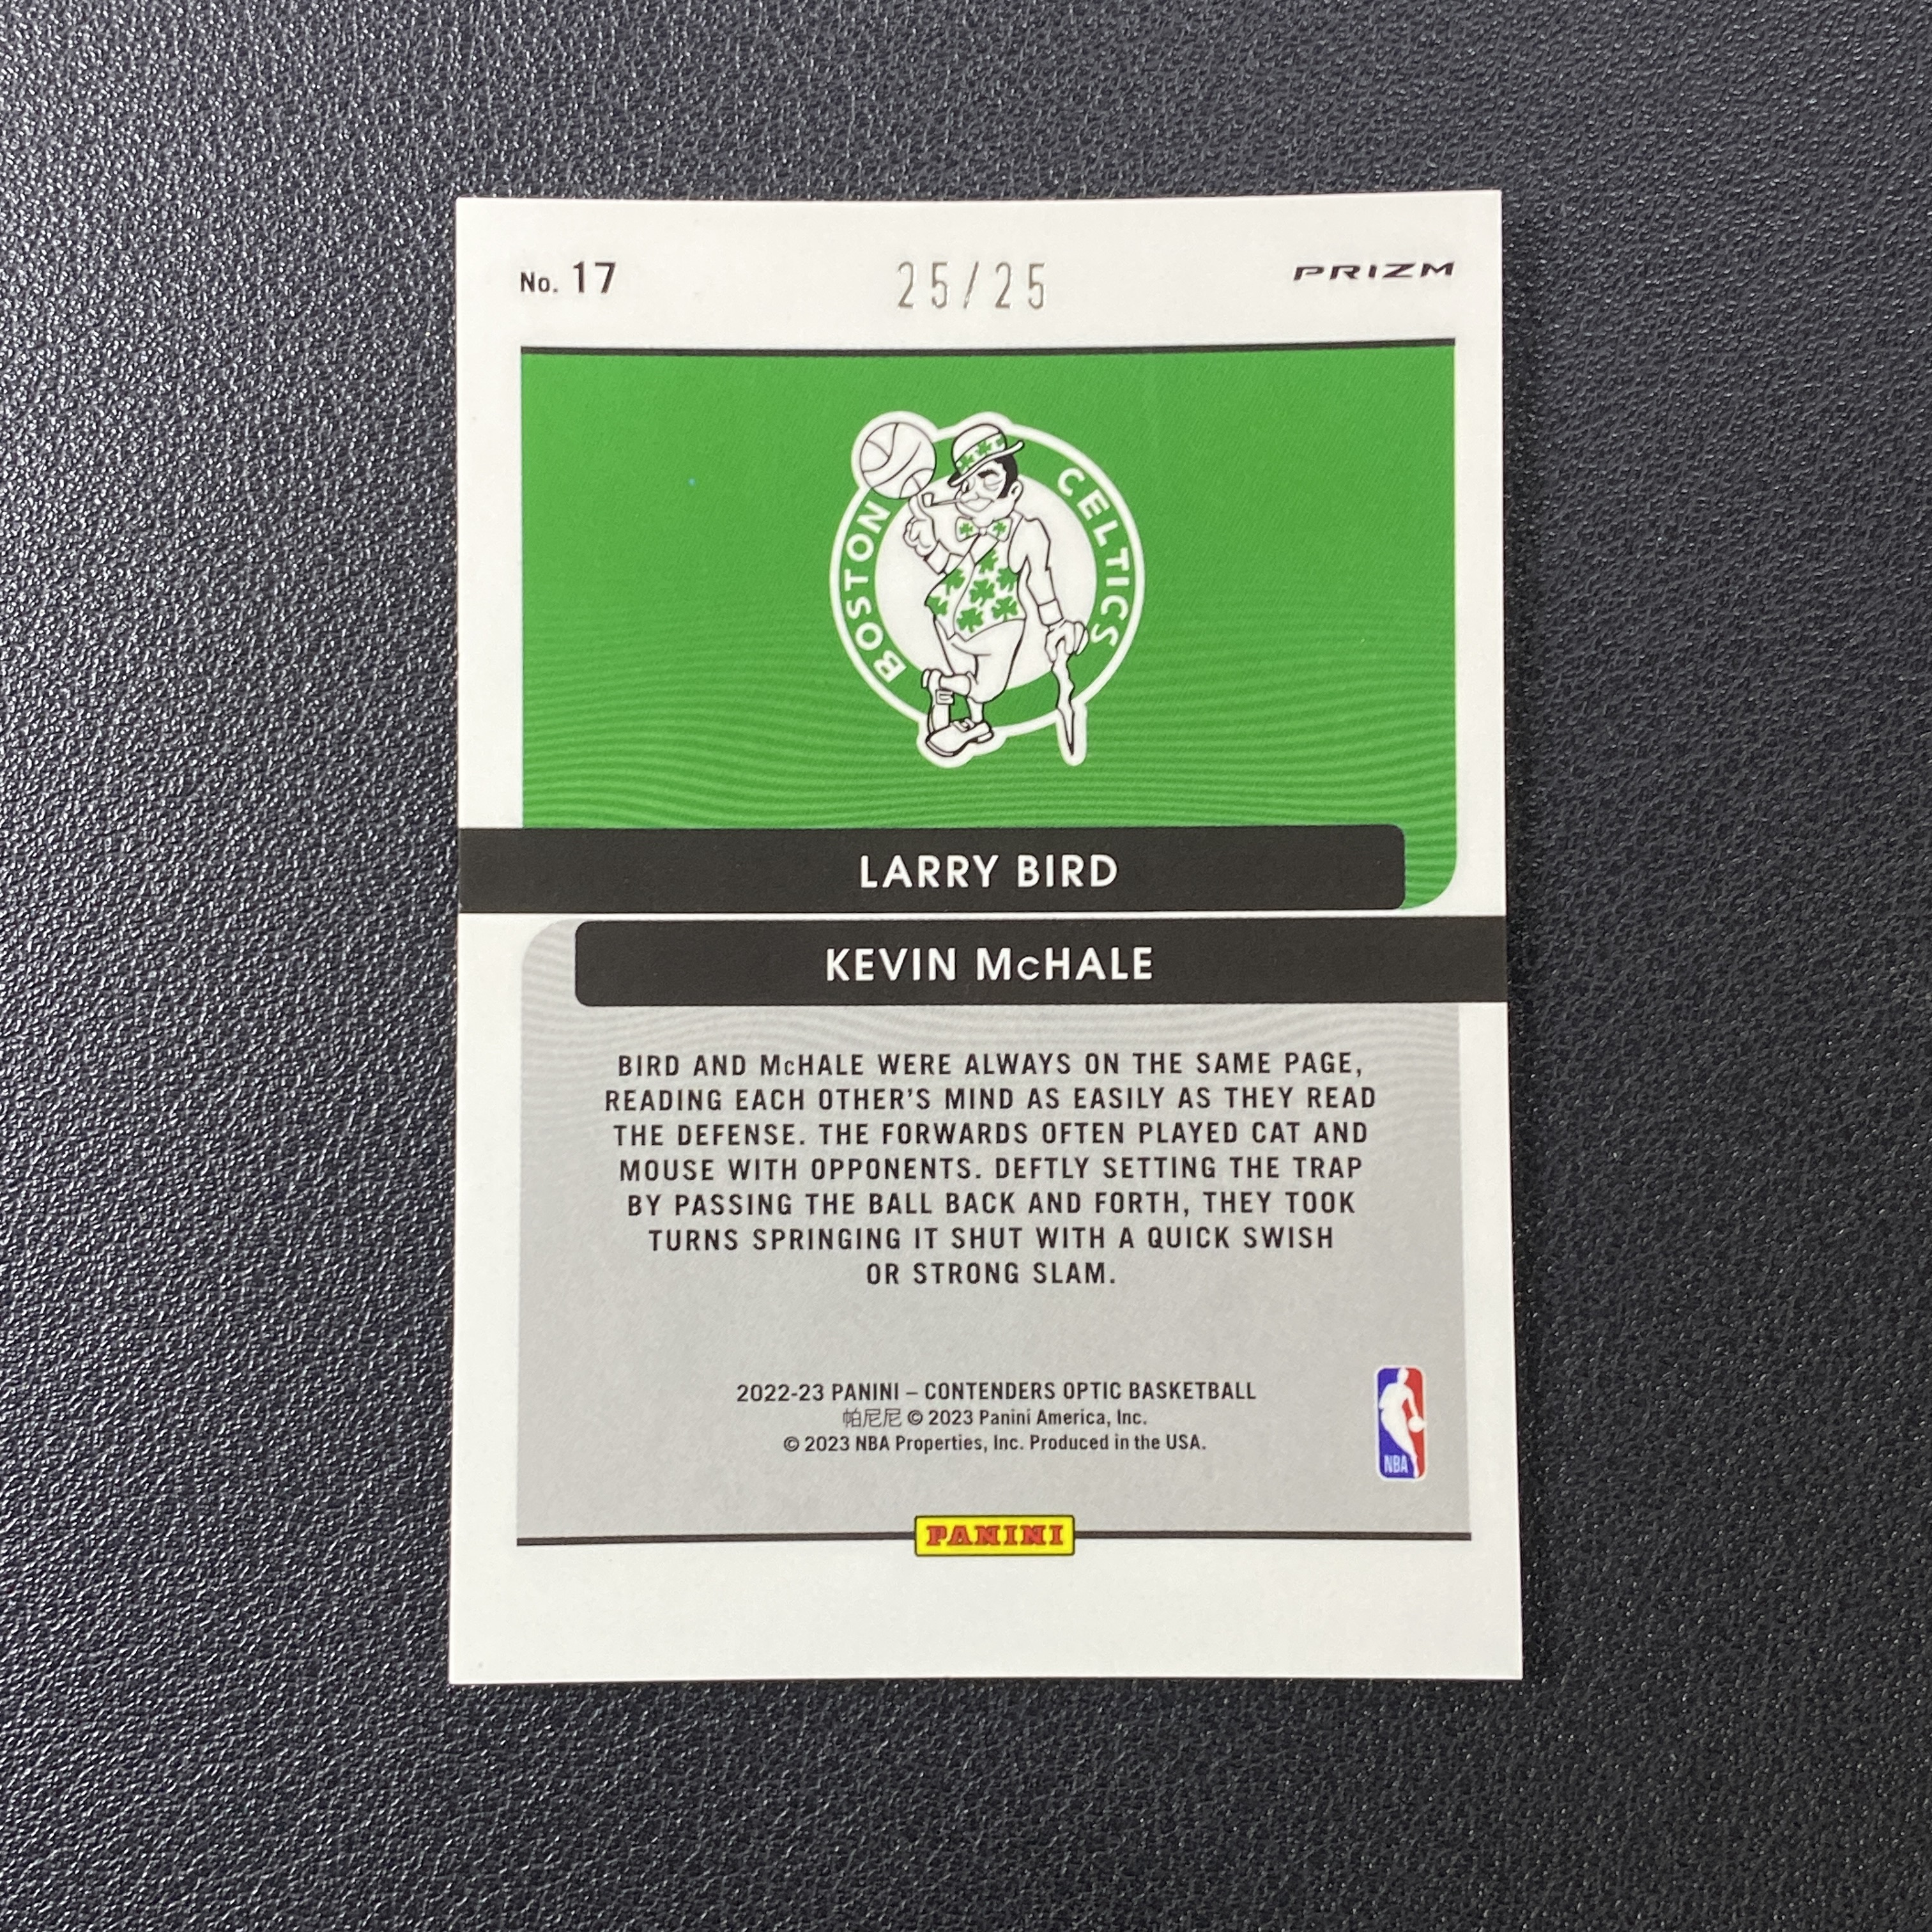 No. 17
25/25
PRIZM
BOSTON CELTICS
LARRY BIRD
KEVIN McHALE
BIRD AND McHALE WERE ALWAYS ON THE SAME PAGE,
READING EACH OTHER'S MIND AS EASILY AS THEY READ
THE DEFENSE. THE FORWARDS OFTEN PLAYED CAT AND
MOUSE WITH OPPONENTS. DEFTLY SETTING THE TRAP
BY PASSING THE BALL BACK AND FORTH, THEY TOOK
TURNS SPRINGING IT SHUT WITH A QUICK SWISH
OR STRONG SLAM.
2022-23 PANINI – CONTENDERS OPTIC BASKETBALL
帕尼尼 © 2023 Panini America, Inc.
© 2023 NBA Properties, Inc. Produced in the USA.
NBA
PANINI